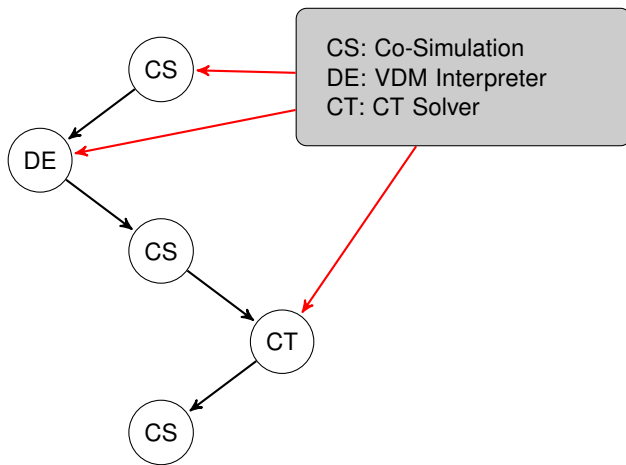 CS: Co-Simulation
DE: VDM Interpreter
CT: CT Solver
CS
DE
CS
CT
CS